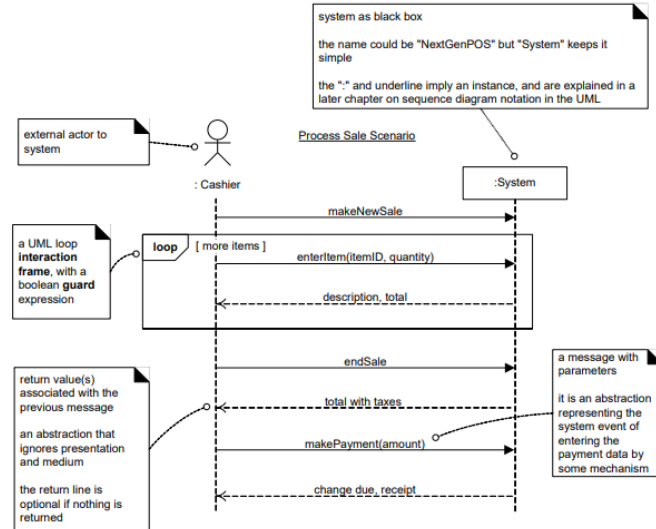 system as black box
the name could be "NextGenPOS" but "System" keeps it
simple
the ":" and underline imply an instance, and are explained in a
later chapter on sequence diagram notation in the UML
external actor to
system
Process Sale Scenario
: Cashier
:System
makeNewSale
a UML loop
interaction
frame, with a
boolean guard
expression
loop
[ more items ]
enterItem(itemID, quantity)
description, total
endSale
return value(s)
associated with the
previous message
an abstraction that
ignores presentation
and medium
the return line is
optional if nothing is
returned
total with taxes
makePayment(amount)
change due, receipt
a message with
parameters
it is an abstraction
representing the
system event of
entering the
payment data by
some mechanism